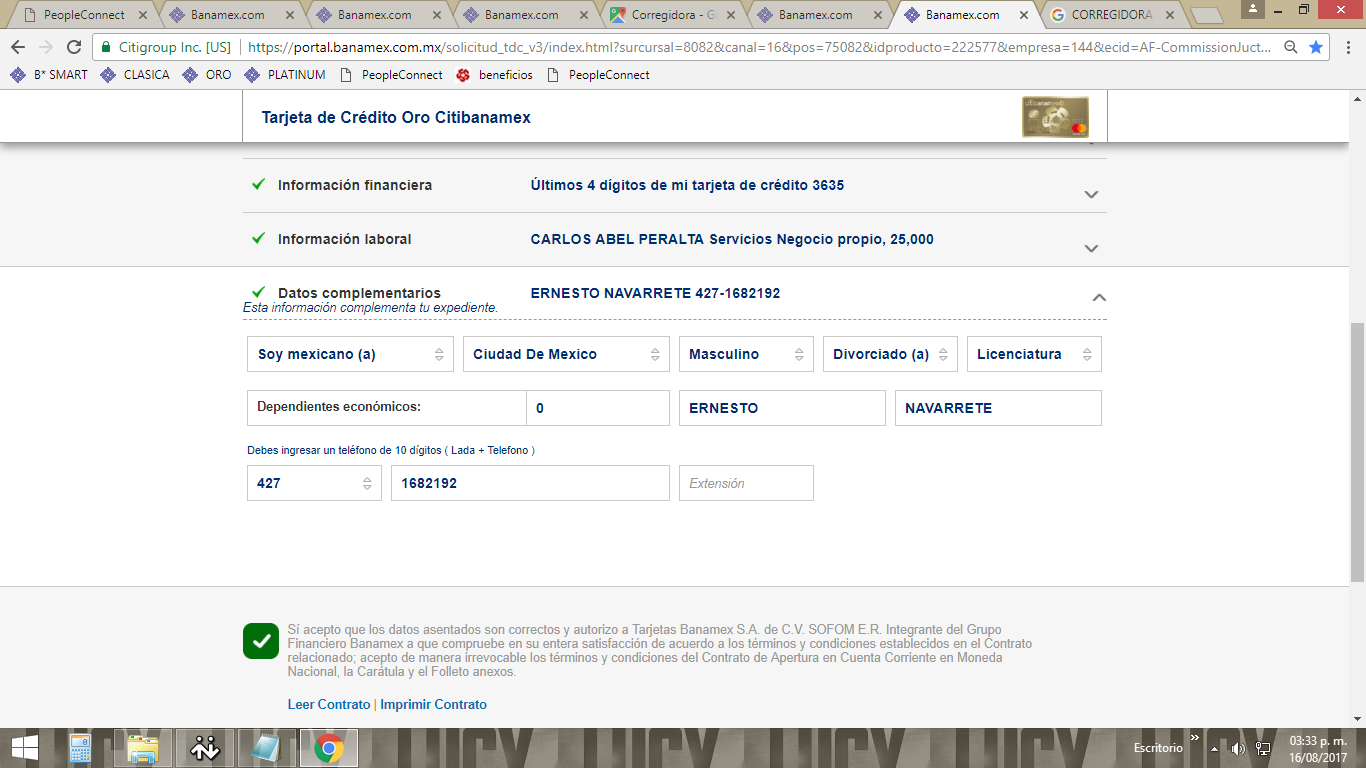 PeopleConnect
Banamex.com
Banamex.com
Banamex.com
Corregidora - G
Banamex.com
Banamex.com
CORREGIDORA
Citigroup Inc. [US] https://portal.banamex.com.mx/solicitud_tdc_v3/index.html?surcursal=8082&canal=16&pos=75082&idproducto=222577&empresa=144&ecid=AF-CommissionJuct...
B* SMART CLASICA ORO PLATINUM PeopleConnect beneficios PeopleConnect
Tarjeta de Crédito Oro Citibanamex
Información financiera Últimos 4 dígitos de mi tarjeta de crédito 3635
Información laboral CARLOS ABEL PERALTA Servicios Negocio propio, 25,000
Datos complementarios ERNESTO NAVARRETE 427-1682192
Esta información complementa tu expediente.
Soy mexicano (a) Ciudad De Mexico Masculino Divorciado (a) Licenciatura
Dependientes económicos: 0 ERNESTO NAVARRETE
Debes ingresar un teléfono de 10 dígitos ( Lada + Telefono )
427 1682192 Extensión
Sí acepto que los datos asentados son correctos y autorizo a Tarjetas Banamex S.A. de C.V. SOFOM E.R. Integrante del Grupo
Financiero Banamex a que compruebe en su entera satisfacción de acuerdo a los términos y condiciones establecidos en el Contrato
relacionado; acepto de manera irrevocable los términos y condiciones del Contrato de Apertura en Cuenta Corriente en Moneda
Nacional, la Carátula y el Folleto anexos.
Leer Contrato | Imprimir Contrato
Escritorio
03:33 p. m.
16/08/2017